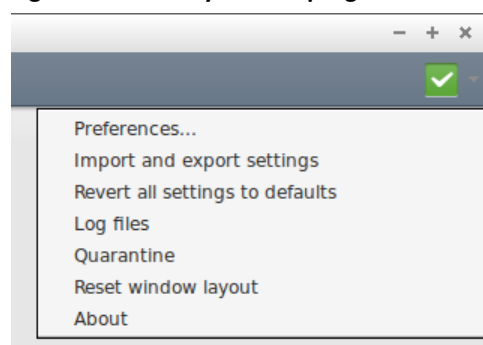 Preferences...
Import and export settings
Revert all settings to defaults
Log files
Quarantine
Reset window layout
About